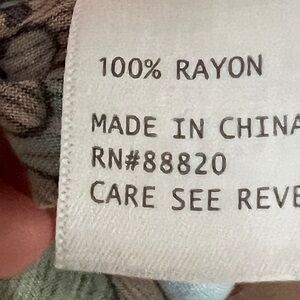 100% RAYON
MADE IN CHINA
RN#88820
CARE SEE REVE